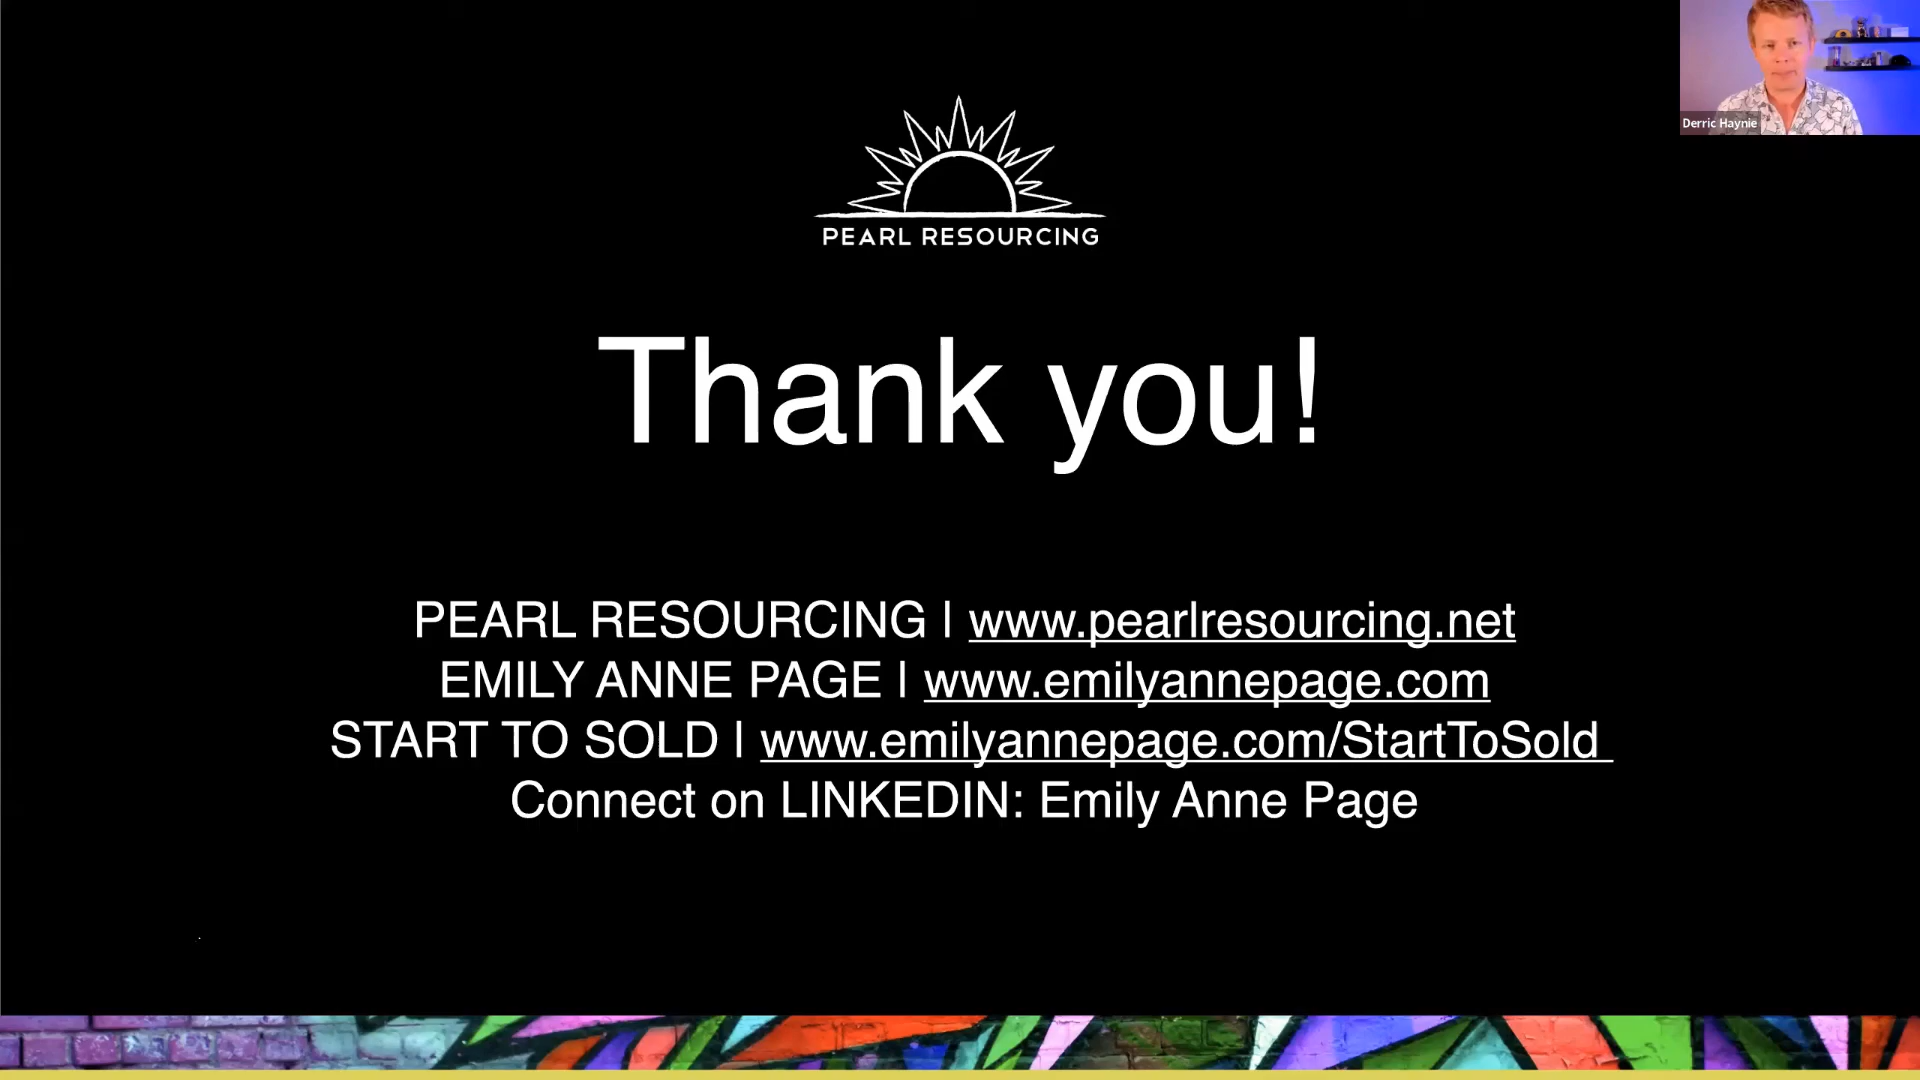 Derric Haynie
PEARL RESOURCING
Thank you!
PEARL RESOURCING | www.pearlresourcing.net
EMILY ANNE PAGE | www.emilyannepage.com
START TO SOLD | www.emilyannepage.com/StartToSold
Connect on LINKEDIN: Emily Anne Page